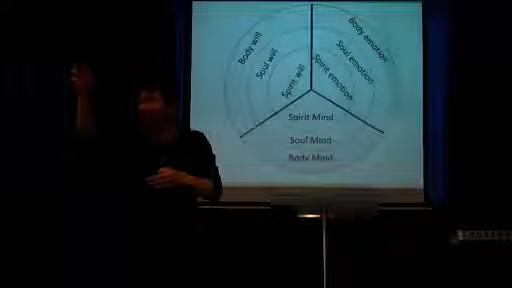 Body will
Soul will
Spirit will
Body emotion
Soul emotion
Spirit emotion
Spirit Mind
Soul Mind
Body Mind